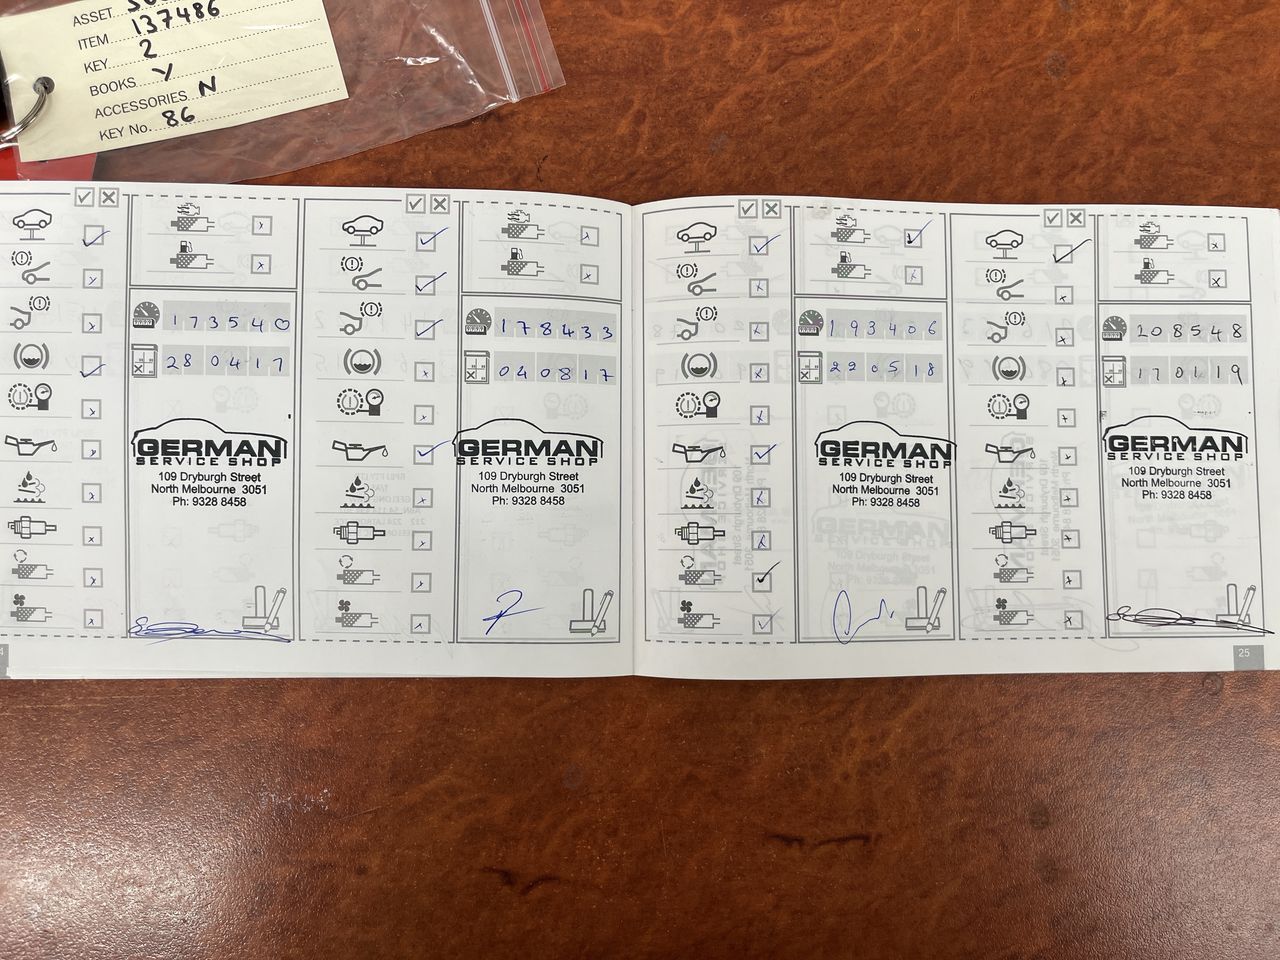 ASSET
ITEM 137486
KEY 2
BOOKS Y
ACCESSORIES N
KEY No. 86
173540
280417
GERMAN
SERVICE SHOP
109 Dryburgh Street
North Melbourne 3051
Ph: 9328 8458
178433
040817
GERMAN
SERVICE SHOP
109 Dryburgh Street
North Melbourne 3051
Ph: 9328 8458
193406
220518
GERMAN
SERVICE SHOP
109 Dryburgh Street
North Melbourne 3051
Ph: 9328 8458
208548
170119
GERMAN
SERVICE SHOP
109 Dryburgh Street
North Melbourne 3051
Ph: 9328 8458
25